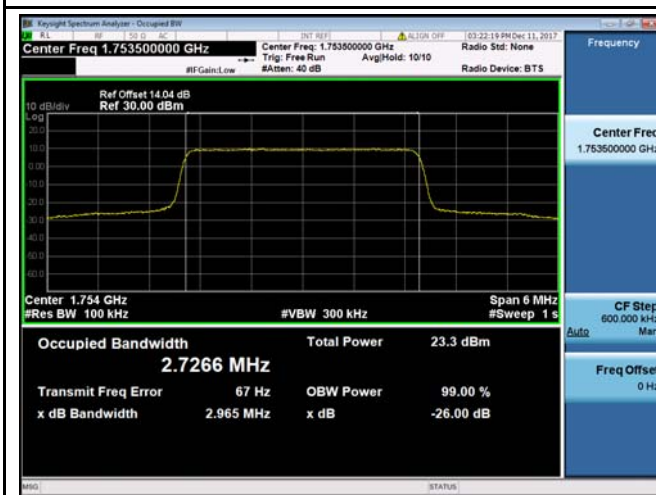 Keysight Spectrum Analyzer - Occupied BW
RL RF 50 Ω AC INT REF ALIGN OFF 03:22:19 PM Dec 11, 2017
Center Freq 1.753500000 GHz
Center Freq: 1.753500000 GHz
Radio Std: None
Trig: Free Run Avg|Hold: 10/10
#IFGain:Low #Atten: 40 dB Radio Device: BTS
Frequency
Ref Offset 14.04 dB
10 dB/div Ref 30.00 dBm
Log
20.0
10.0
0.00
10.0
20.0
30.0
40.0
50.0
60.0
Center Freq
1.753500000 GHz
Center 1.754 GHz Span 6 MHz
#Res BW 100 kHz #VBW 300 kHz #Sweep 1 s
CF Step
600.000 kHz
Auto Man
Occupied Bandwidth Total Power 23.3 dBm
2.7266 MHz
Transmit Freq Error 67 Hz OBW Power 99.00 %
x dB Bandwidth 2.965 MHz x dB -26.00 dB
Freq Offset
0 Hz
MSG STATUS